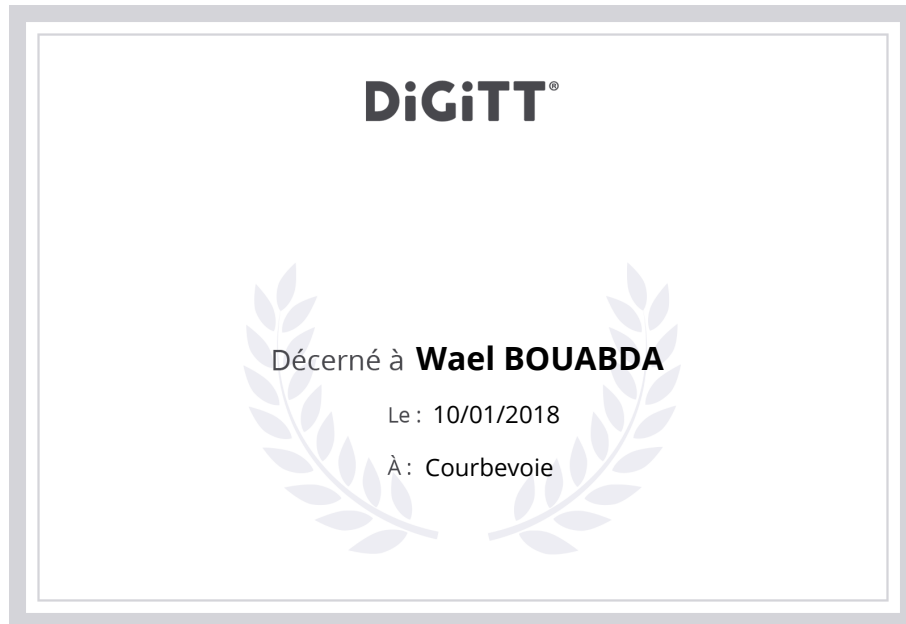 DiGiTT®
Décerné à Wael BOUABDA
Le : 10/01/2018
À : Courbevoie